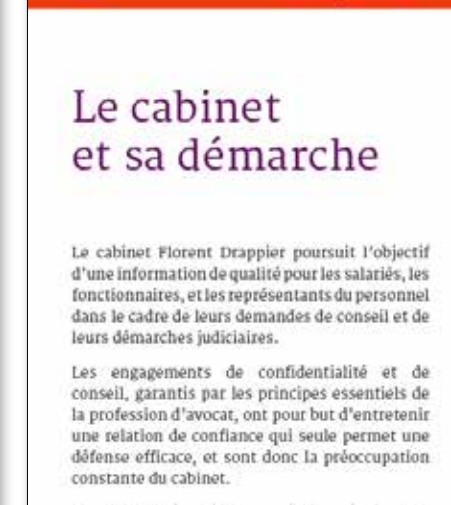 Le cabinet
et sa démarche
Le cabinet Florent Drappier poursuit l'objectif
d'une information de qualité pour les salariés, les
fonctionnaires, et les représentants du personnel
dans le cadre de leurs demandes de conseil et de
leurs démarches judiciaires.
Les engagements de confidentialité et de
conseil, garantis par les principes essentiels de
la profession d'avocat, ont pour but d'entretenir
une relation de confiance qui seule permet une
défense efficace, et sont donc la préoccupation
constante du cabinet.